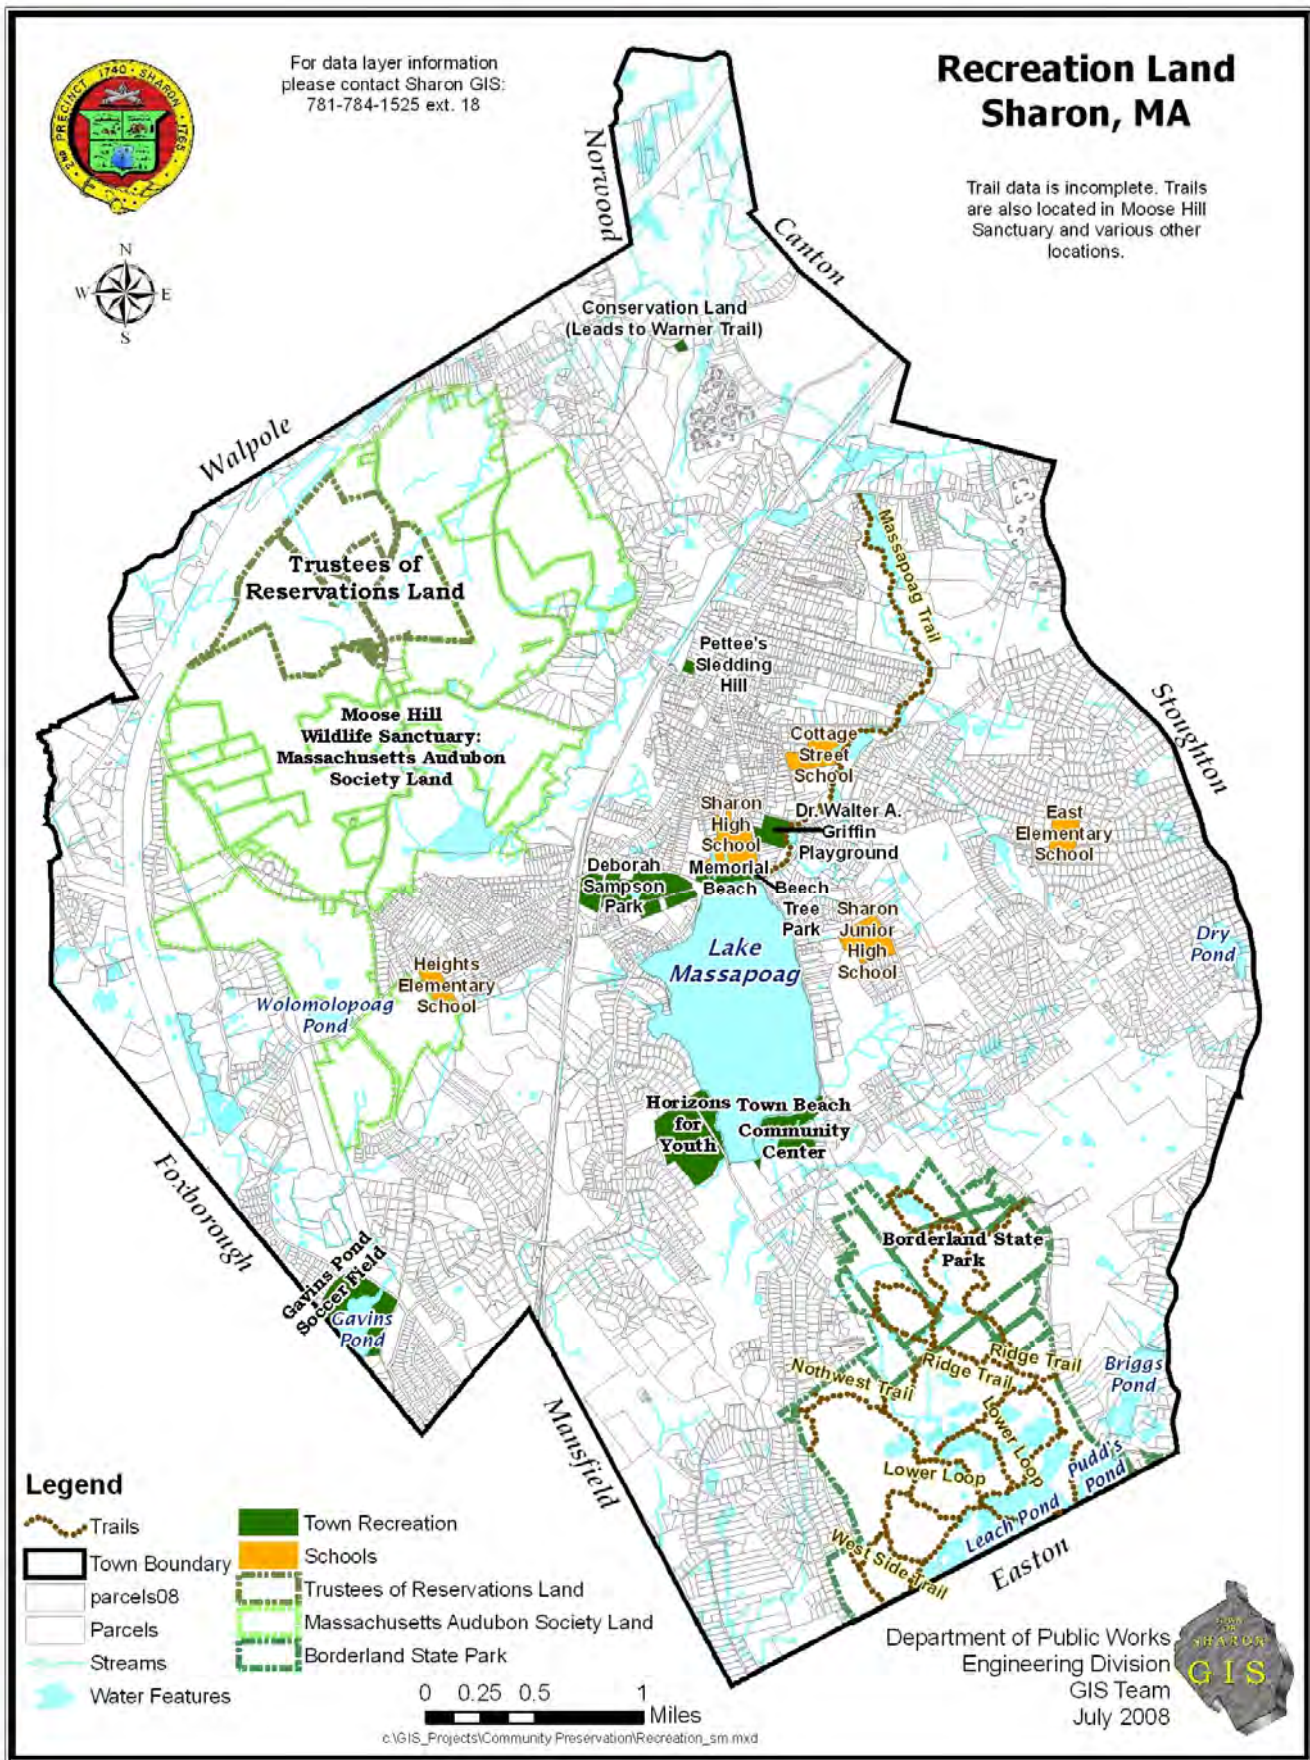 Recreation Land
Sharon, MA
For data layer information
please contact Sharon GIS:
781-784-1525 ext. 18
2ND PRECINCT 1740 · SHARON · 1765
Trail data is incomplete. Trails
are also located in Moose Hill
Sanctuary and various other
locations.
N
W E
S
Norwood
Canton
Walpole
Stoughton
Foxborough
Mansfield
Easton
Conservation Land
(Leads to Warner Trail)
Massapoag Trail
Trustees of
Reservations Land
Pettee's
Sledding
Hill
Moose Hill
Wildlife Sanctuary:
Massachusetts Audubon
Society Land
Cottage
Street
School
Sharon
High
School
Dr. Walter A.
Griffin
Playground
East
Elementary
School
Deborah
Sampson
Park
Memorial
Beach
Beech
Tree
Park
Sharon
Junior
High
School
Lake
Massapoag
Dry
Pond
Heights
Elementary
School
Wolomolopoag
Pond
Horizons
for
Youth
Town Beach
Community
Center
Borderland State
Park
Gavins Pond
Soccer Field
Gavins
Pond
Nothwest Trail
Ridge Trail
Ridge Trail
Briggs
Pond
Lower Loop
Lower Loop
Pudd's
Pond
Leach Pond
West Side Trail
Legend
Trails
Town Boundary
parcels08
Parcels
Streams
Water Features
Town Recreation
Schools
Trustees of Reservations Land
Massachusetts Audubon Society Land
Borderland State Park
0 0.25 0.5 1
Miles
c:\GIS_Projects\Community Preservation\Recreation_sm.mxd
Department of Public Works
Engineering Division
GIS Team
July 2008
TOWN
OF
SHARON
GIS